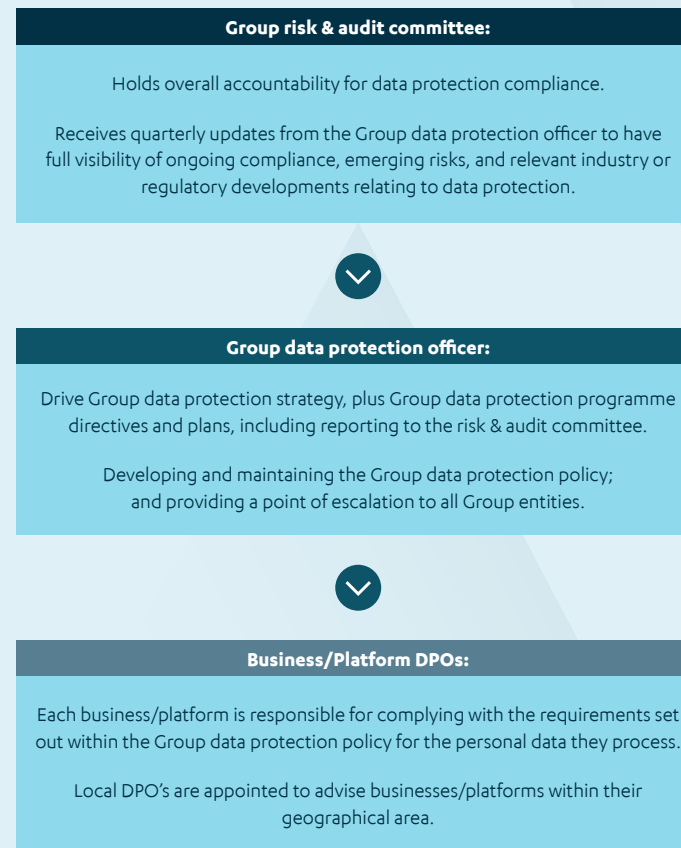 Group risk & audit committee:
Holds overall accountability for data protection compliance.
Receives quarterly updates from the Group data protection officer to have
full visibility of ongoing compliance, emerging risks, and relevant industry or
regulatory developments relating to data protection.
Group data protection officer:
Drive Group data protection strategy, plus Group data protection programme
directives and plans, including reporting to the risk & audit committee.
Developing and maintaining the Group data protection policy;
and providing a point of escalation to all Group entities.
Business/Platform DPOs:
Each business/platform is responsible for complying with the requirements set
out within the Group data protection policy for the personal data they process.
Local DPO’s are appointed to advise businesses/platforms within their
geographical area.